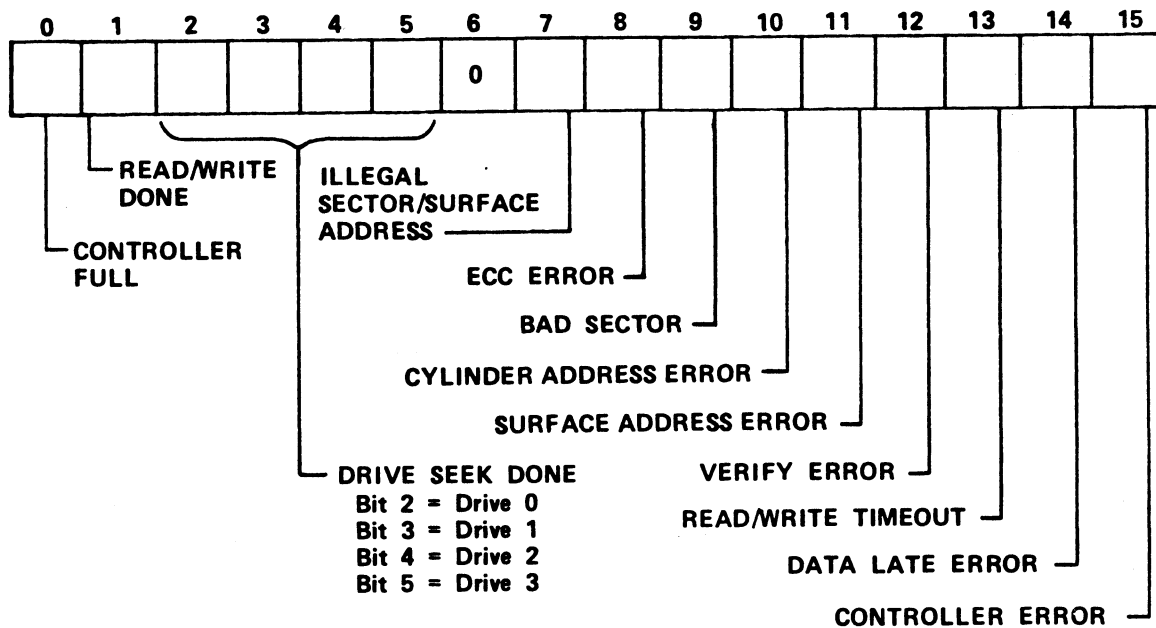 0 1 2 3 4 5 6 7 8 9 10 11 12 13 14 15
0
READ/WRITE
DONE
ILLEGAL
SECTOR/SURFACE
ADDRESS
CONTROLLER
FULL
ECC ERROR
BAD SECTOR
CYLINDER ADDRESS ERROR
SURFACE ADDRESS ERROR
DRIVE SEEK DONE
Bit 2 = Drive 0
Bit 3 = Drive 1
Bit 4 = Drive 2
Bit 5 = Drive 3
VERIFY ERROR
READ/WRITE TIMEOUT
DATA LATE ERROR
CONTROLLER ERROR